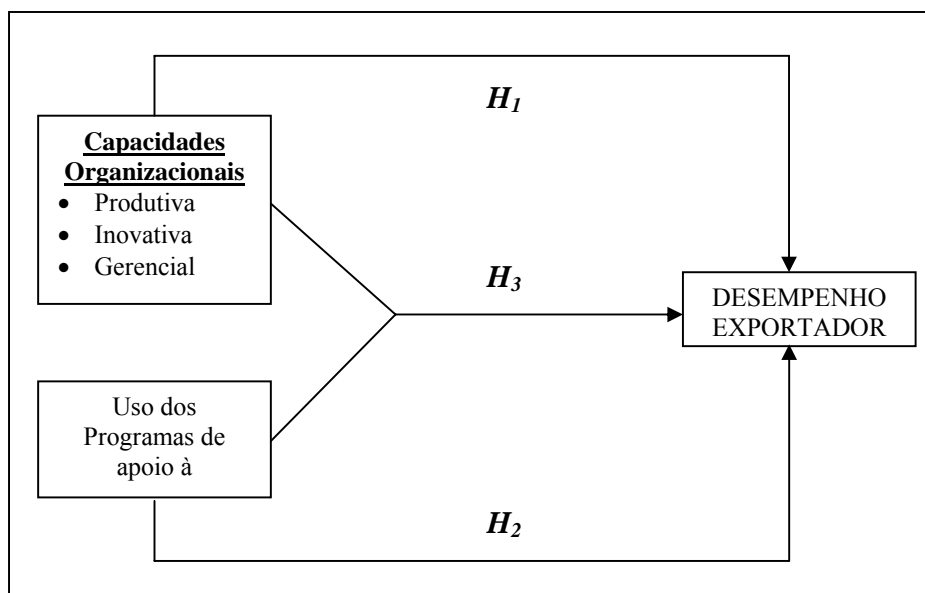 H1
Capacidades
Organizacionais
• Produtiva
• Inovativa
• Gerencial
H3
DESEMPENHO
EXPORTADOR
Uso dos
Programas de
apoio à
H2